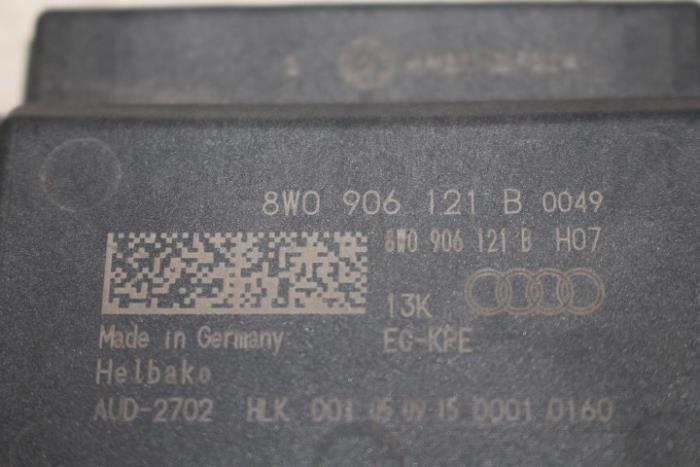 8W0 906 121 B 0049
8W0 906 121 B H07
13K
Made in Germany
EG-KPE
Helbako
AUD-2702 HLK 001 05 09 15 0001 0160